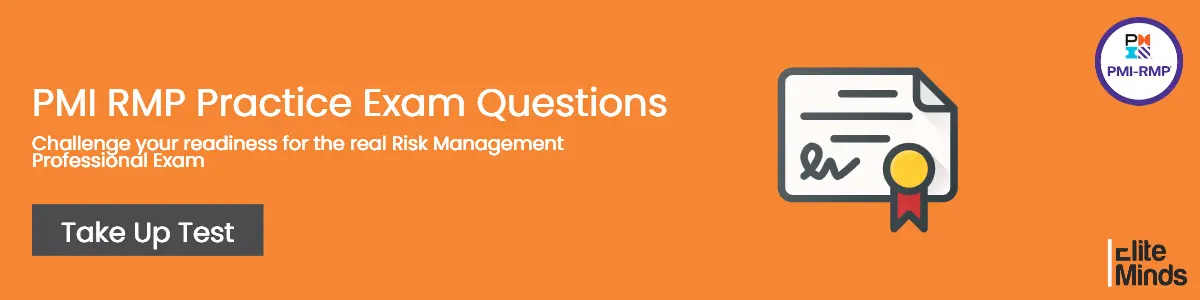 PMI RMP Practice Exam Questions
Challenge your readiness for the real Risk Management
Professional Exam
Take Up Test
PMI-RMP
Elite
Minds